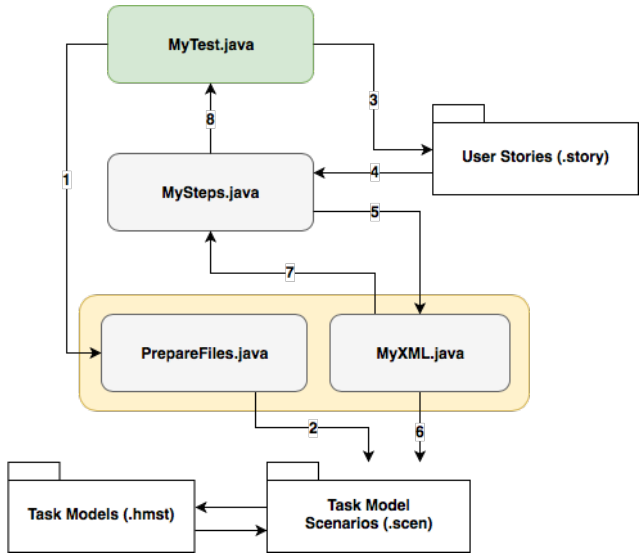 MyTest.java
3
8
User Stories (.story)
1
4
MySteps.java
5
7
PrepareFiles.java
MyXML.java
2
6
Task Models (.hmst)
Task Model
Scenarios (.scen)